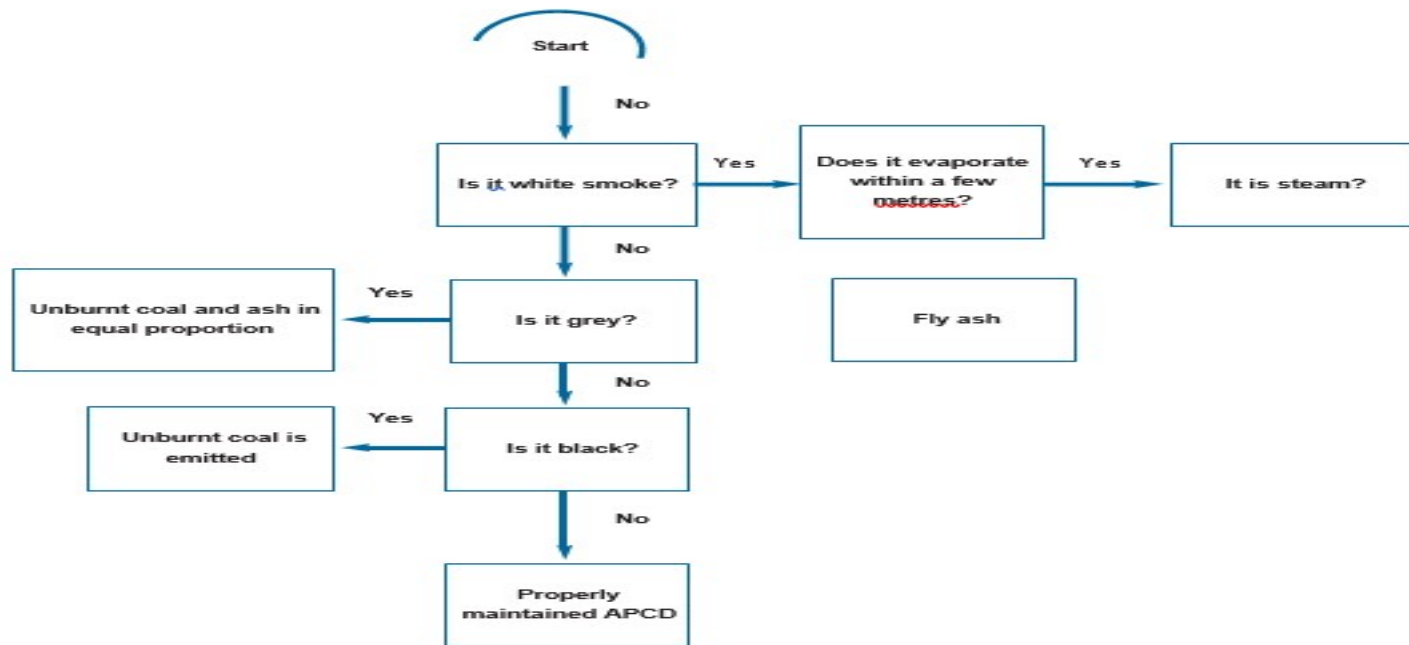 Start
No
Is it white smoke?
Yes
Does it evaporate
within a few
metres?
Yes
It is steam?
No
Unburnt coal and ash in
equal proportion
Yes
Is it grey?
Fly ash
No
Unburnt coal is
emitted
Yes
Is it black?
No
Properly
maintained APCD